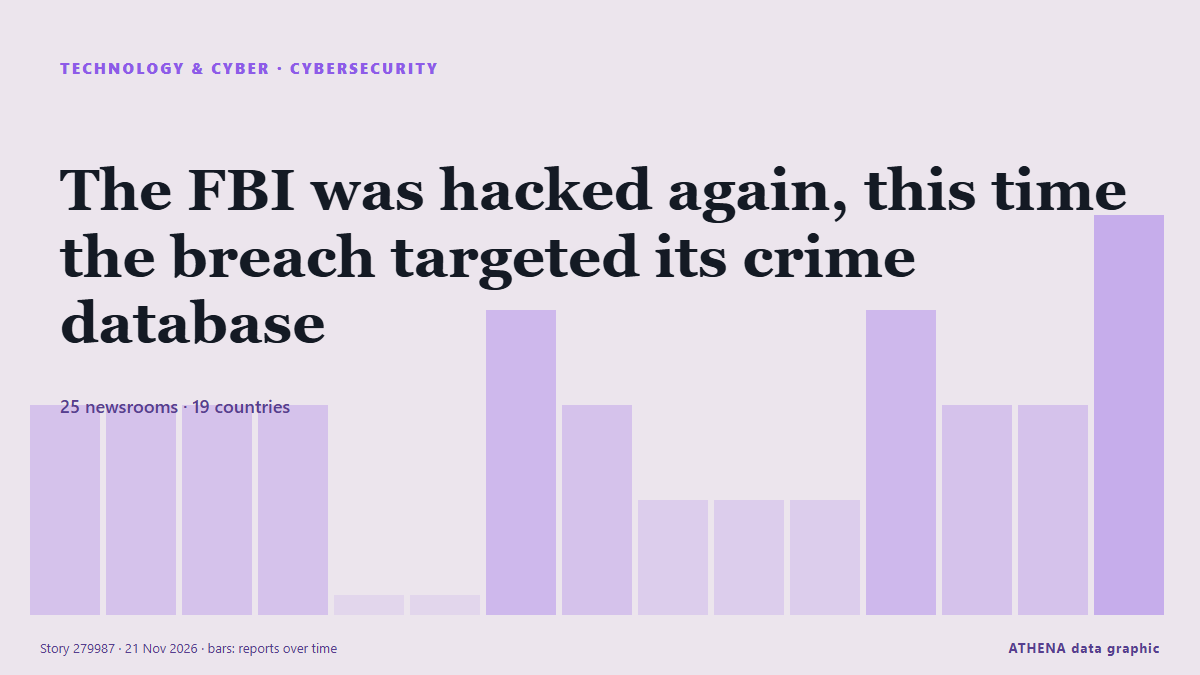 TECHNOLOGY & CYBER · CYBERSECURITY
The FBI was hacked again, this time
the breach targeted its crime
database
25 newsrooms · 19 countries
Story 279987 · 21 Nov 2026 · bars: reports over time
ATHENA data graphic